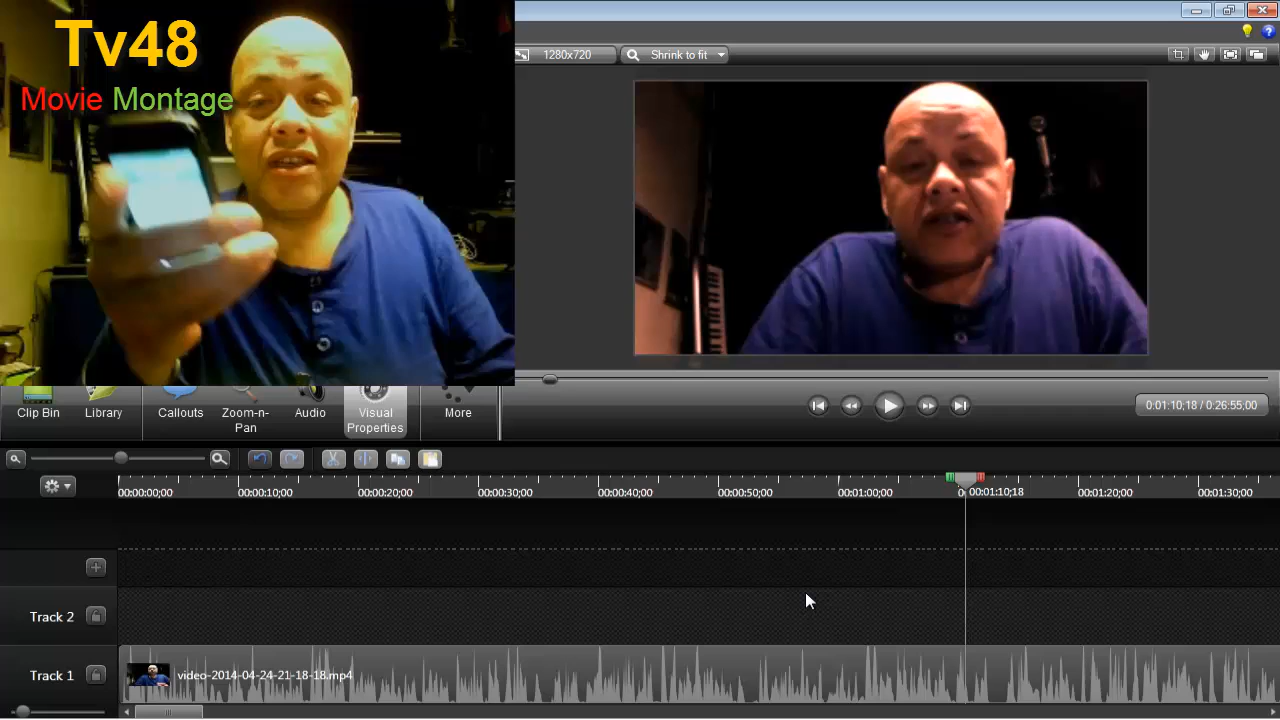 Tv48
Movie Montage
1280x720
Shrink to fit
Clip Bin
Library
Callouts
Zoom-n-
Pan
Audio
Visual
Properties
More
0:01:10;18 / 0:26:55;00
00:00:00;00 00:00:10;00 00:00:20;00 00:00:30;00 00:00:40;00 00:00:50;00 00:01:00;00 00:01:10;18 00:01:20;00 00:01:30;00
Track 2
Track 1
video-2014-04-24-21-18-18.mp4